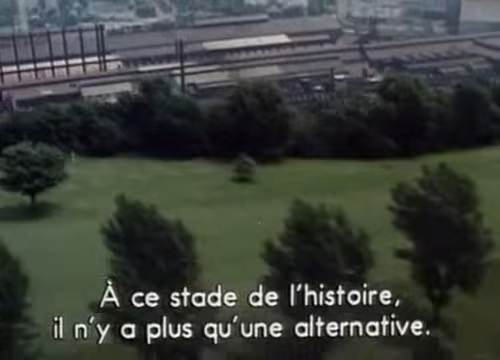 À ce stade de l'histoire,
il n'y a plus qu'une alternative.